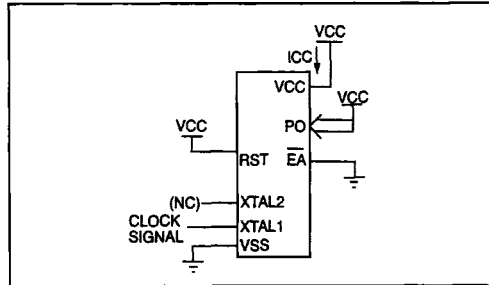 VCC
ICC
VCC
VCC
PO
VCC
RST
EA
(NC)
XTAL2
CLOCK
SIGNAL
XTAL1
VSS